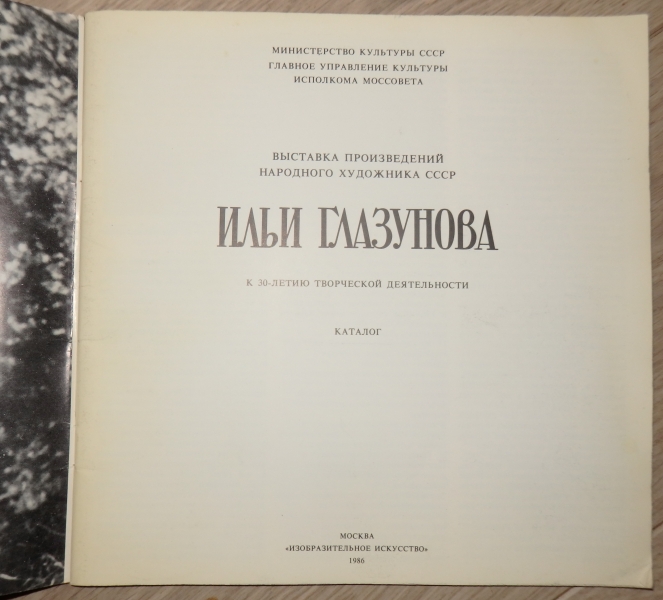 МИНИСТЕРСТВО КУЛЬТУРЫ СССР
ГЛАВНОЕ УПРАВЛЕНИЕ КУЛЬТУРЫ
ИСПОЛКОМА МОССОВЕТА
ВЫСТАВКА ПРОИЗВЕДЕНИЙ
НАРОДНОГО ХУДОЖНИКА СССР
ИЛЬИ ГЛАЗУНОВА
К 30-ЛЕТИЮ ТВОРЧЕСКОЙ ДЕЯТЕЛЬНОСТИ
КАТАЛОГ
МОСКВА
«ИЗОБРАЗИТЕЛЬНОЕ ИСКУССТВО»
1986